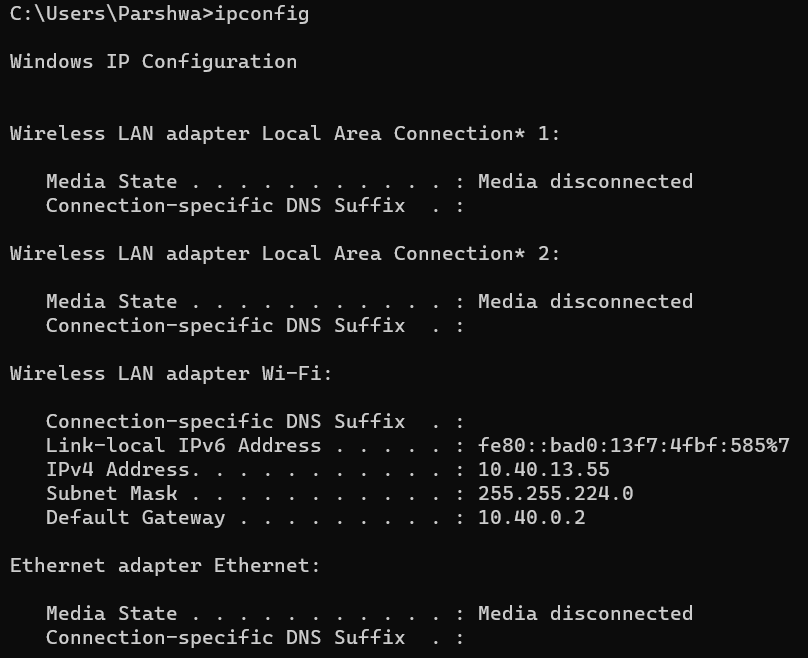 C:\Users\Parshwa>ipconfig
Windows IP Configuration
Wireless LAN adapter Local Area Connection* 1:
   Media State . . . . . . . . . . . : Media disconnected
   Connection-specific DNS Suffix  . :
Wireless LAN adapter Local Area Connection* 2:
   Media State . . . . . . . . . . . : Media disconnected
   Connection-specific DNS Suffix  . :
Wireless LAN adapter Wi-Fi:
   Connection-specific DNS Suffix  . :
   Link-local IPv6 Address . . . . . : fe80::bad0:13f7:4fbf:585%7
   IPv4 Address. . . . . . . . . . . : 10.40.13.55
   Subnet Mask . . . . . . . . . . . : 255.255.224.0
   Default Gateway . . . . . . . . . : 10.40.0.2
Ethernet adapter Ethernet:
   Media State . . . . . . . . . . . : Media disconnected
   Connection-specific DNS Suffix  . :